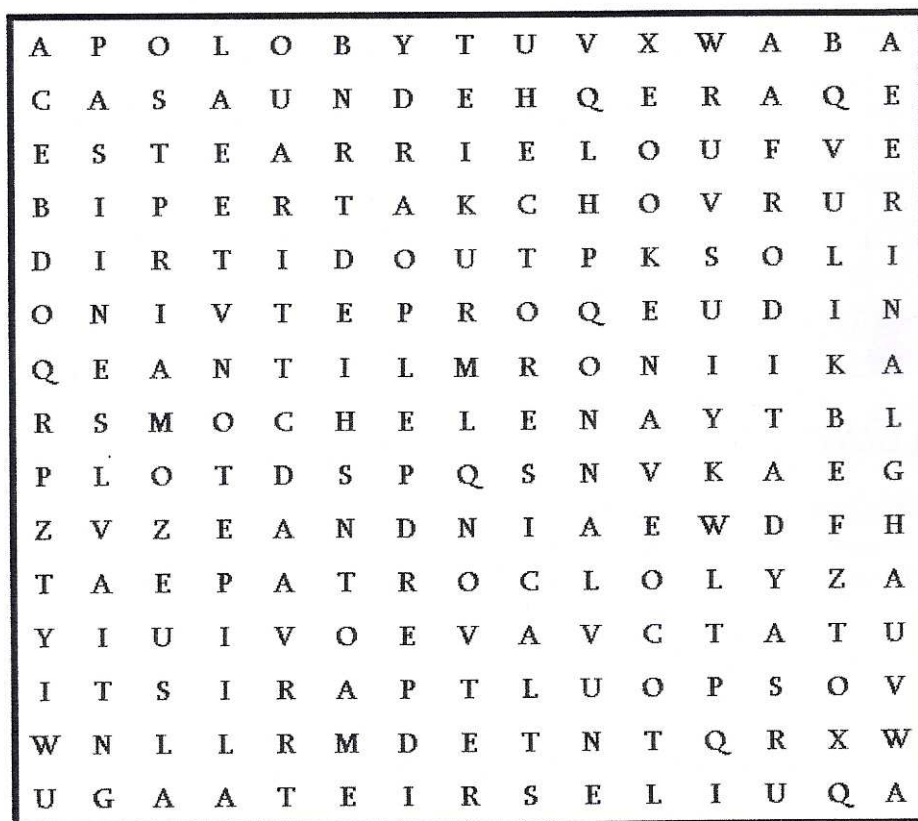 A P O L O B Y T U V X W A B A
C A S A U N D E H Q E R A Q E
E S T E A R R I E L O U F V E
B I P E R T A K C H O V R U R
D I R T I D O U T P K S O L I
O N I V T E P R O Q E U D I N
Q E A N T I L M R O N I I K A
R S M O C H E L E N A Y T B L
P L O T D S P Q S N V K A E G
Z V Z E A N D N I A E W D F H
T A E P A T R O C L O L Y Z A
Y I U I V O E V A V C T A T U
I T S I R A P T L U O P S O V
W N L L R M D E T N T Q R X W
U G A A T E I R S E L I U Q A